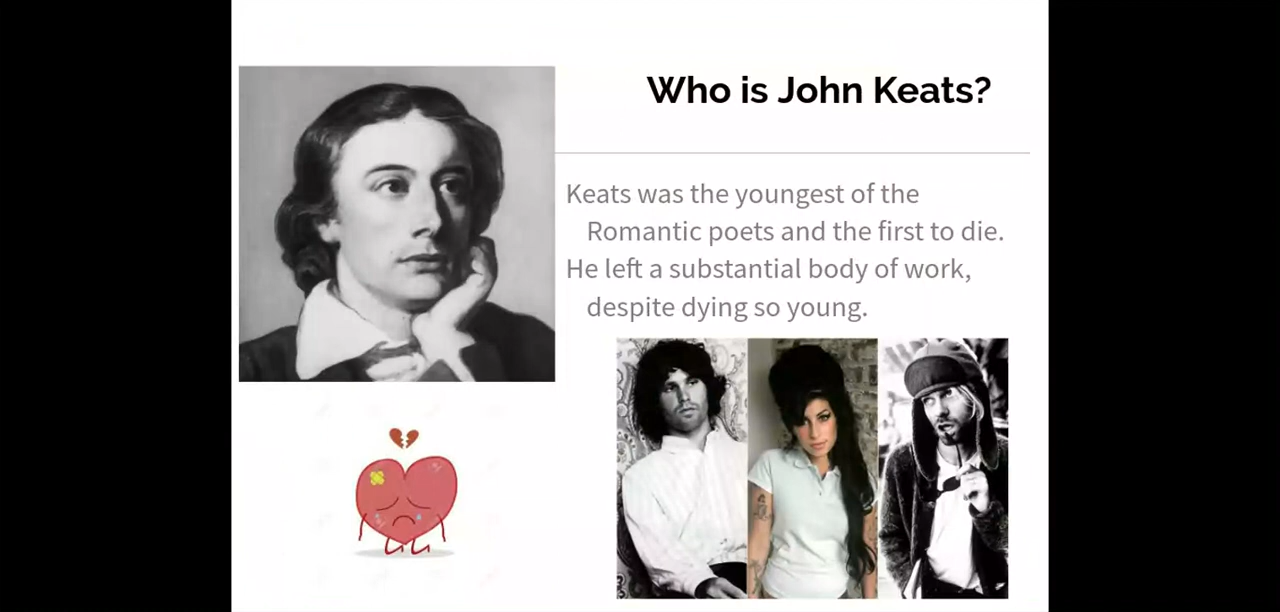 Who is John Keats?
Keats was the youngest of the
Romantic poets and the first to die.
He left a substantial body of work,
despite dying so young.